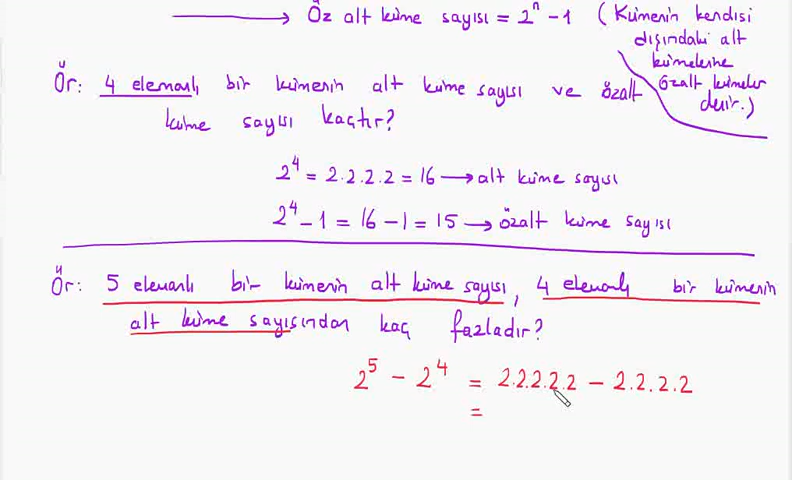 Öz alt küme sayısı = 2ⁿ - 1 (Kümenin kendisi
dışındaki alt
kümelerine
özalt kümeler
denir.)
Ör: 4 elemanlı bir kümenin alt küme sayısı ve özalt
küme sayısı kaçtır?
2⁴ = 2.2.2.2 = 16 → alt küme sayısı
2⁴ - 1 = 16 - 1 = 15 → özalt küme sayısı
Ör: 5 elemanlı bir kümenin alt küme sayısı, 4 elemanlı bir kümenin
alt küme sayısından kaç fazladır?
2⁵ - 2⁴ = 2.2.2.2.2 - 2.2.2.2
=